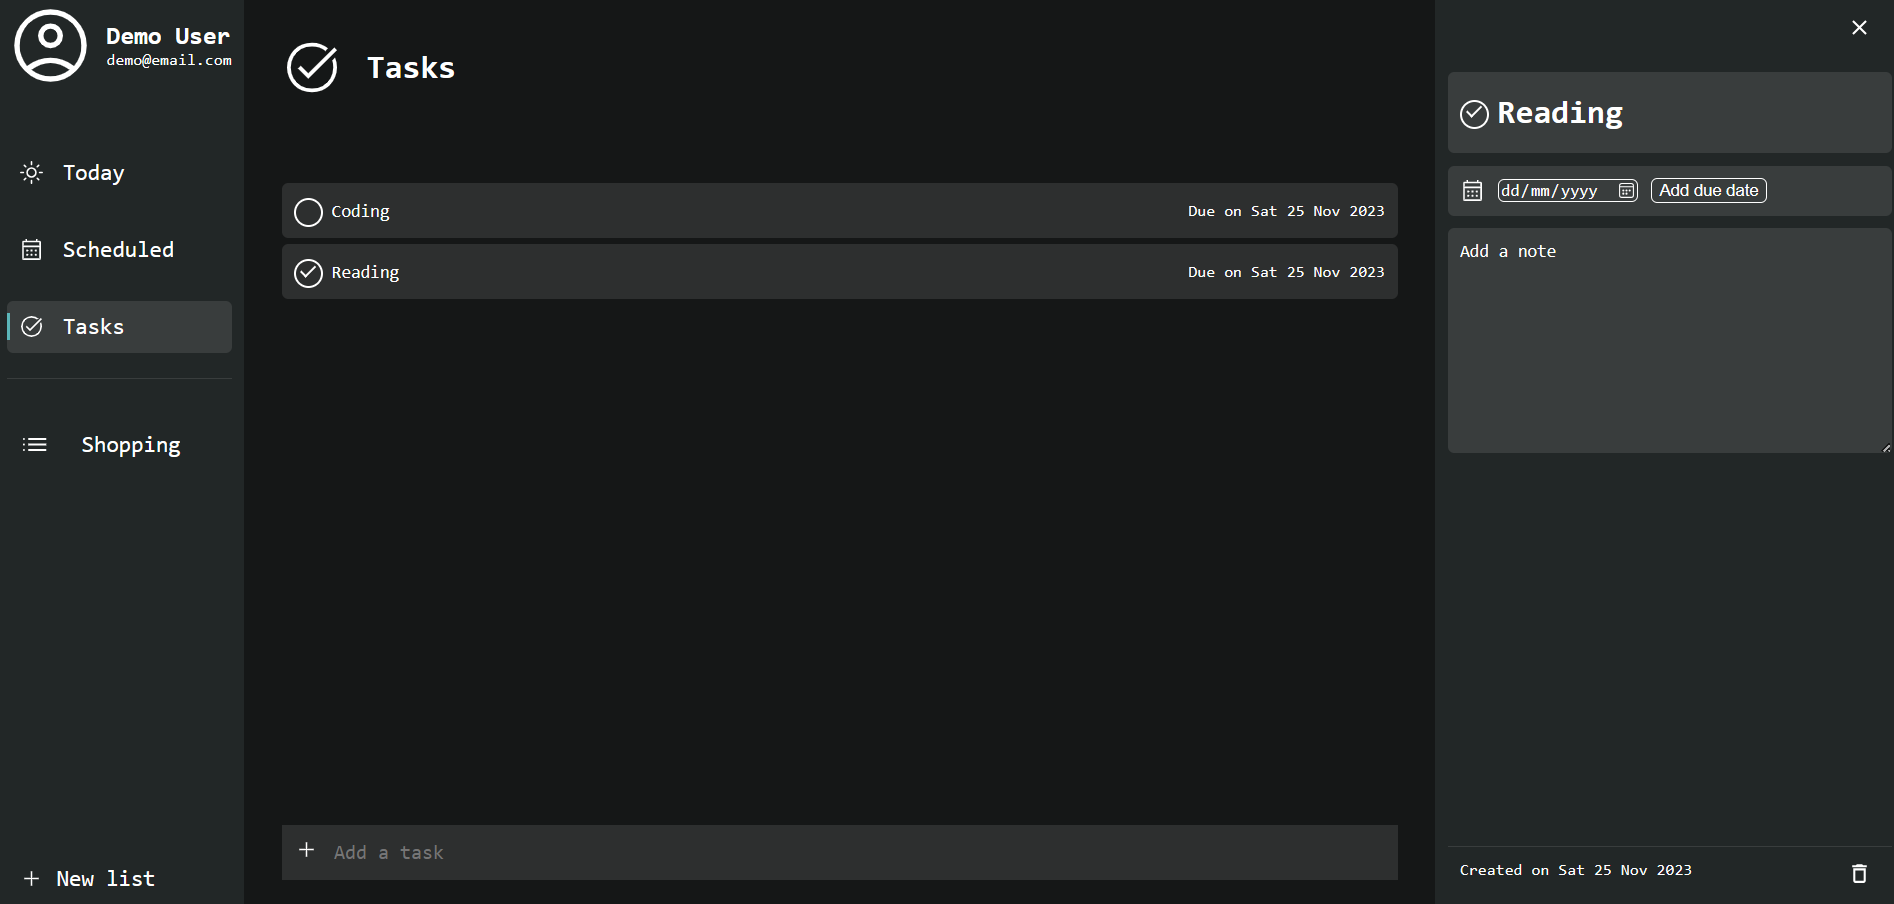 Demo User
demo@email.com
Today
Scheduled
Tasks
Shopping
New list
Tasks
Coding
Due on Sat 25 Nov 2023
Reading
Due on Sat 25 Nov 2023
Add a task
Reading
dd/mm/yyyy
Add due date
Add a note
Created on Sat 25 Nov 2023